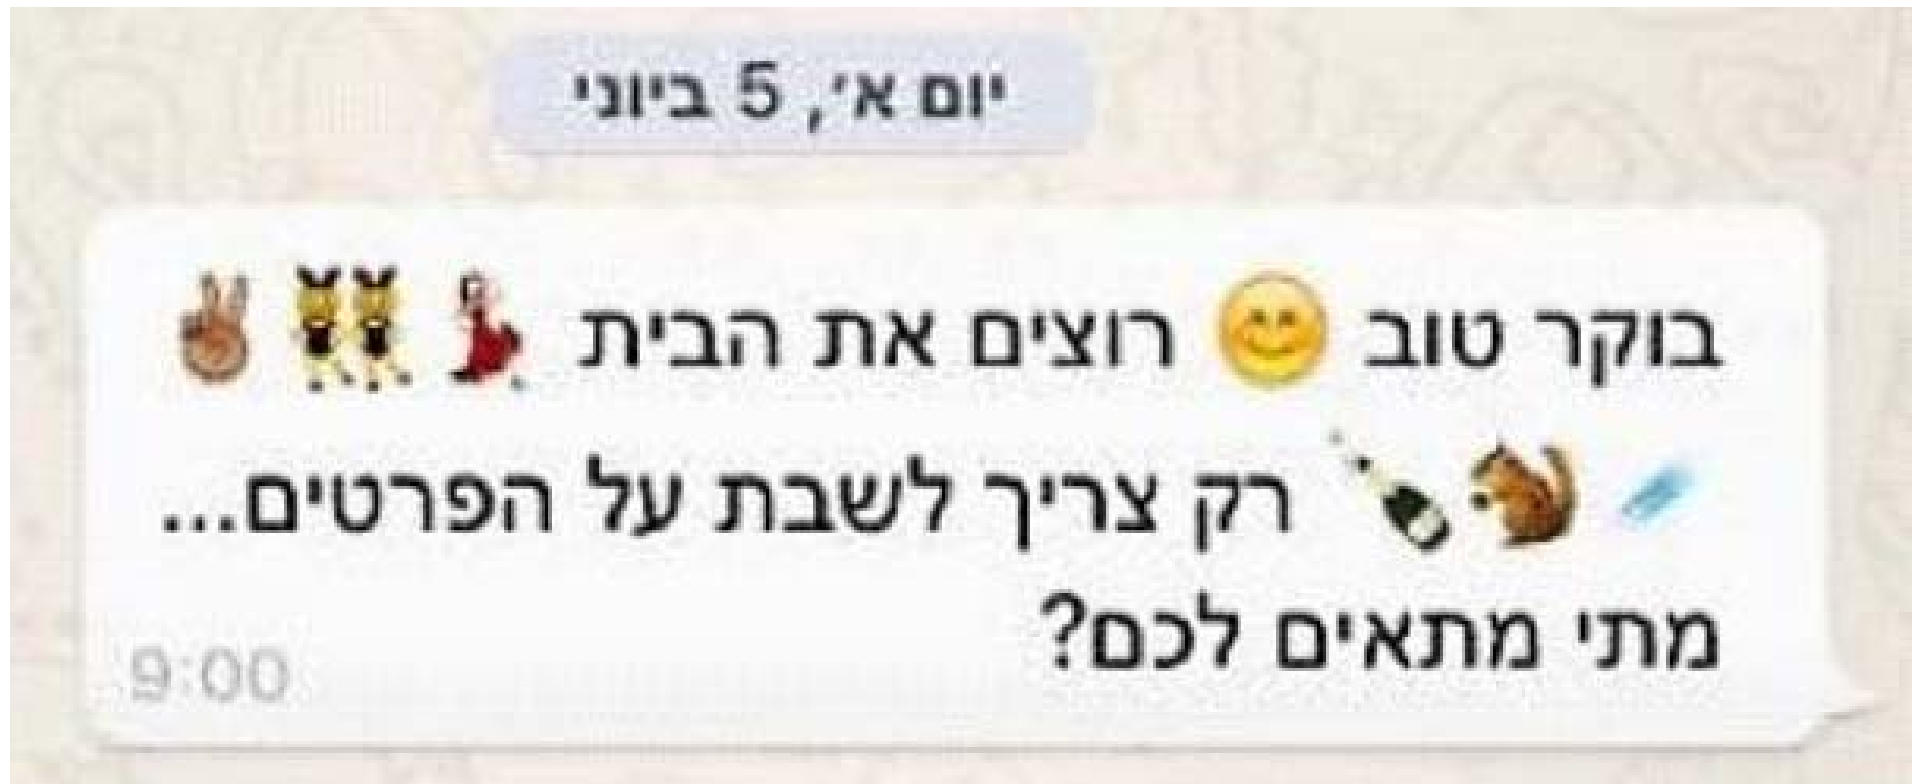 יום א׳, 5 ביוני
בוקר טוב 😊 רוצים את הבית 💃👯✌️
☄️🐿️🍾 רק צריך לשבת על הפרטים...
מתי מתאים לכם?
9:00